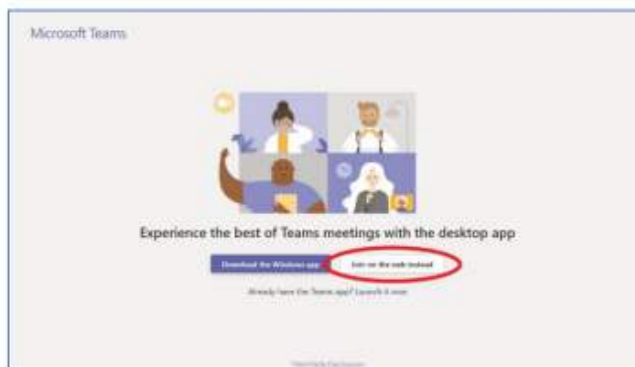 Microsoft Teams
Experience the best of Teams meetings with the desktop app
Download the Windows app
Join on the web instead
Already have the Teams app? Launch it now